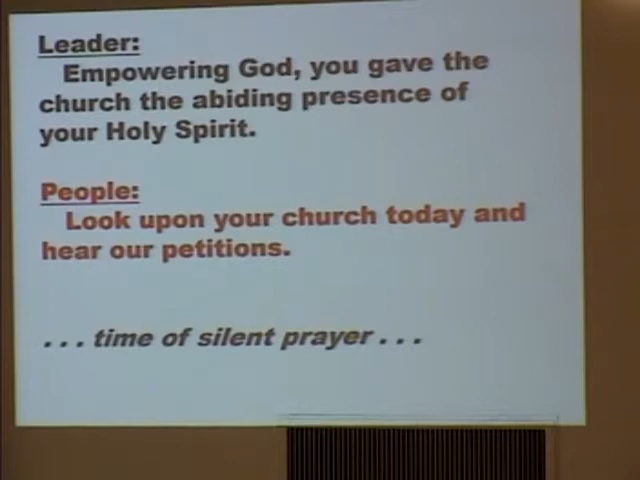 Leader:
Empowering God, you gave the
church the abiding presence of
your Holy Spirit.
People:
Look upon your church today and
hear our petitions.
. . . time of silent prayer . . .